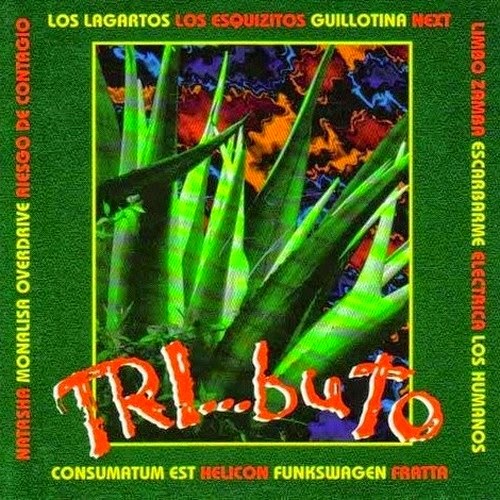 LOS LAGARTOS LOS ESQUIZITOS GUILLOTINA NEXT
NATASHA MONALISA OVERDRIVE RIESGO DE CONTAGIO
LIMBO ZAMBA ESCARBARME ELECTRICA LOS HUMANOS
TRI...buTo
CONSUMATUM EST HELICON FUNKSWAGEN FRATTA